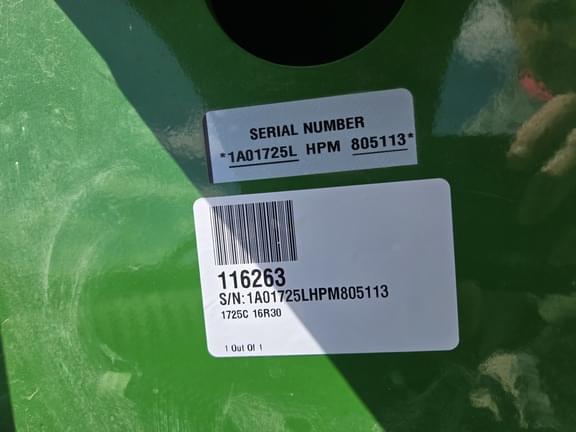 SERIAL NUMBER
*1A01725L HPM 805113*
116263
S/N:1A01725LHPM805113
1725C 16R30
1 Out Of 1